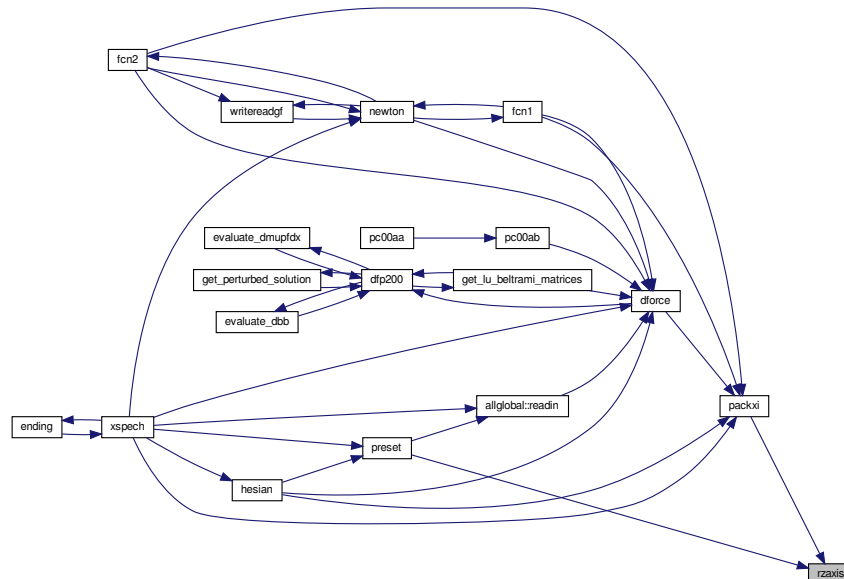 fcn2
writereadgf
newton
fcn1
evaluate_dmupfdx
pc00aa
pc00ab
get_perturbed_solution
dfp200
get_lu_beltrami_matrices
dforce
evaluate_dbb
allglobal::readin
packxi
ending
xspech
preset
hesian
rzaxis